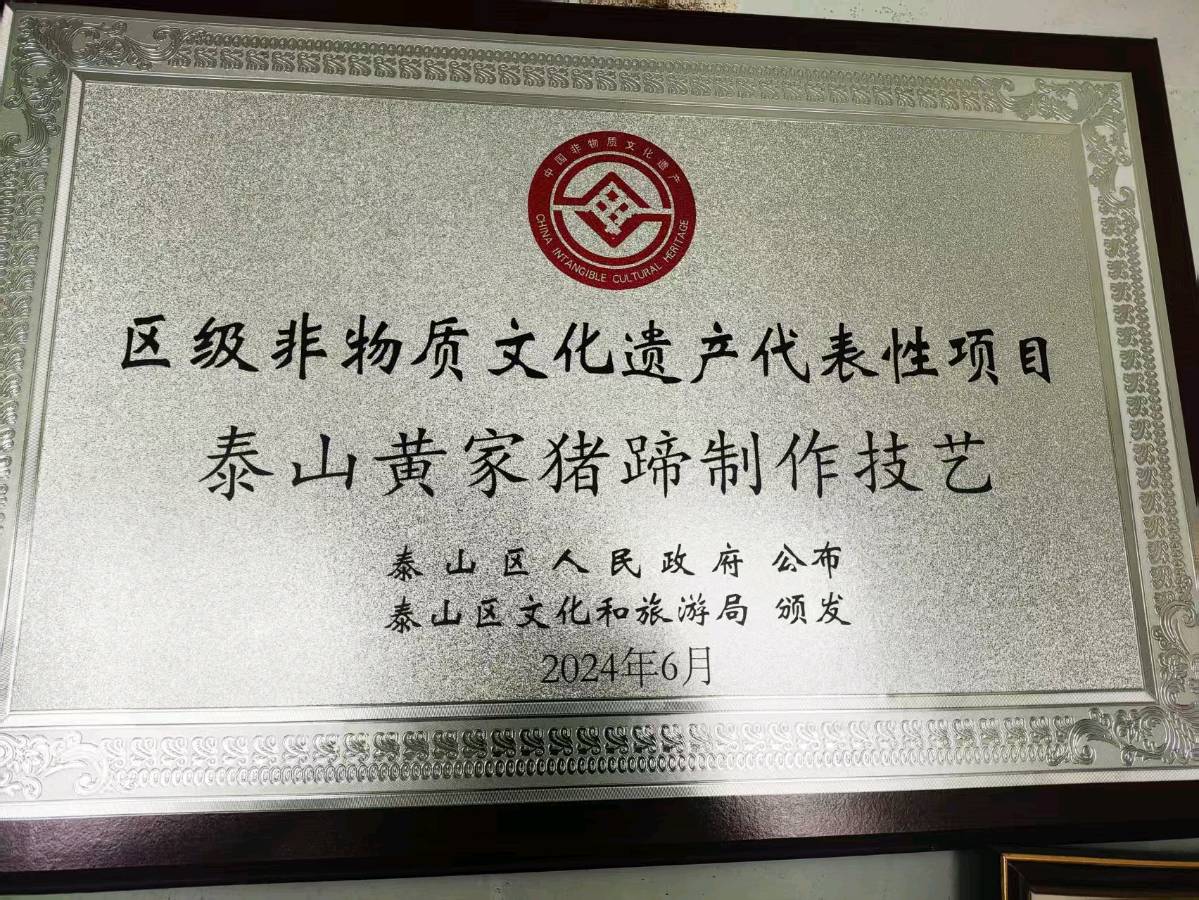 中国非物质文化遗产
CHINA INTANGIBLE CULTURAL HERITAGE
区级非物质文化遗产代表性项目
泰山黄家猪蹄制作技艺
泰山区人民政府 公布
泰山区文化和旅游局 颁发
2024年6月